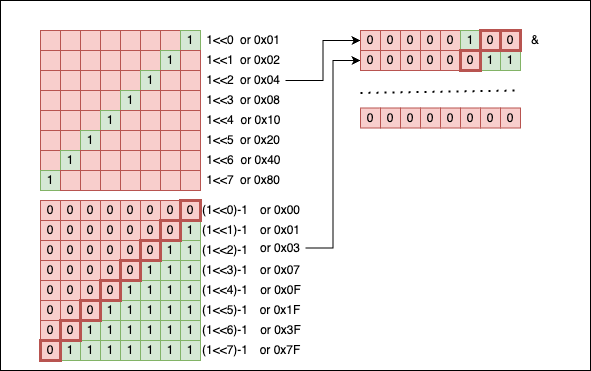 1 1<<0 or 0x01
1 1<<1 or 0x02
1 1<<2 or 0x04
1 1<<3 or 0x08
1 1<<4 or 0x10
1 1<<5 or 0x20
1 1<<6 or 0x40
1 1<<7 or 0x80
0 0 0 0 0 0 0 0 (1<<0)-1 or 0x00
0 0 0 0 0 0 0 1 (1<<1)-1 or 0x01
0 0 0 0 0 0 1 1 (1<<2)-1 or 0x03
0 0 0 0 0 1 1 1 (1<<3)-1 or 0x07
0 0 0 0 1 1 1 1 (1<<4)-1 or 0x0F
0 0 0 1 1 1 1 1 (1<<5)-1 or 0x1F
0 0 1 1 1 1 1 1 (1<<6)-1 or 0x3F
0 1 1 1 1 1 1 1 (1<<7)-1 or 0x7F
0 0 0 0 0 1 0 0 &
0 0 0 0 0 0 1 1
0 0 0 0 0 0 0 0